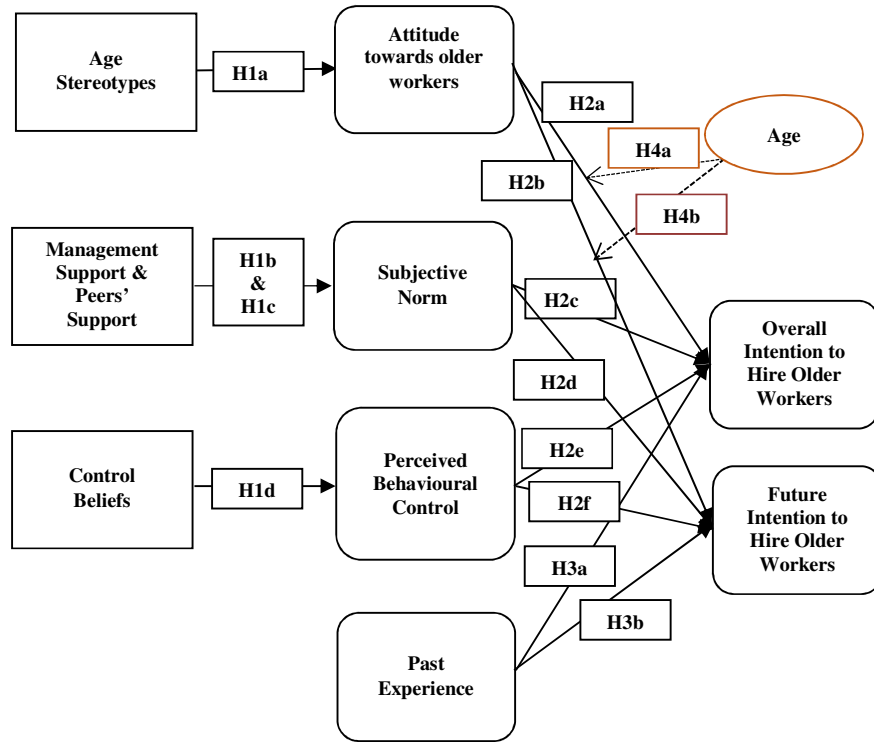 Age
Stereotypes
H1a
Attitude
towards older
workers
H2a
Age
H4a
H2b
H4b
Management
Support &
Peers’
Support
H1b
&
H1c
Subjective
Norm
H2c
Overall
Intention to
Hire Older
Workers
H2d
Control
Beliefs
H1d
Perceived
Behavioural
Control
H2e
H2f
Future
Intention to
Hire Older
Workers
H3a
H3b
Past
Experience